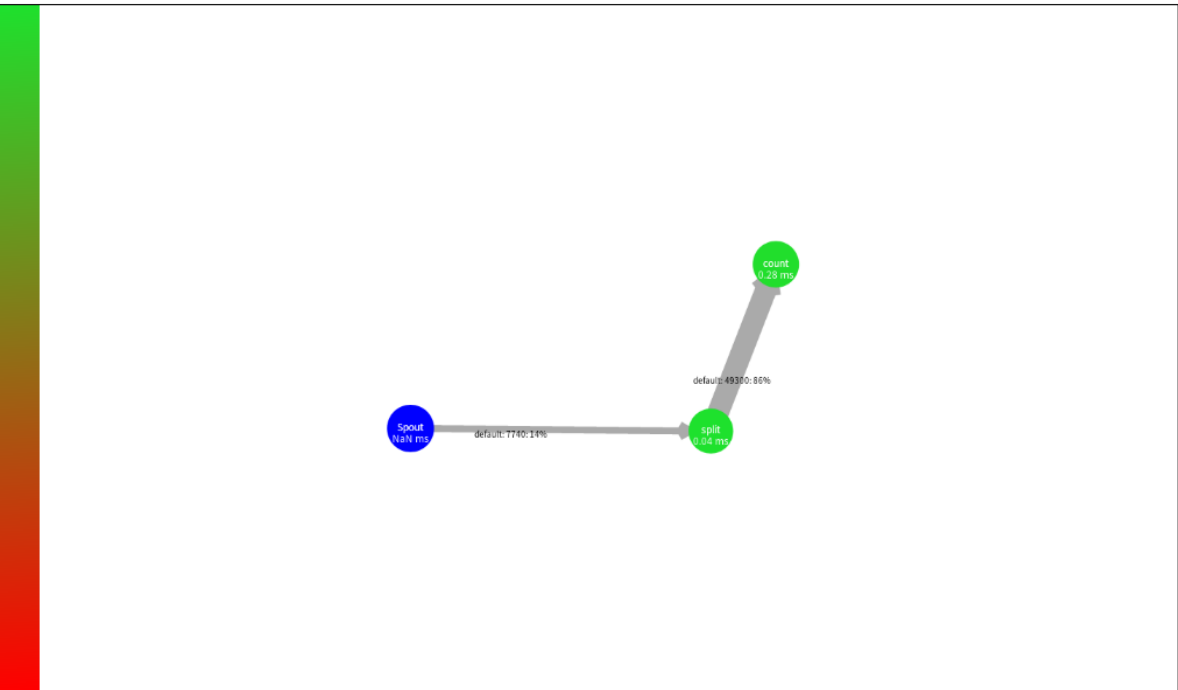 count
0.28 ms
default: 49300: 86%
Spout
NaN ms
default: 7740: 14%
split
0.04 ms